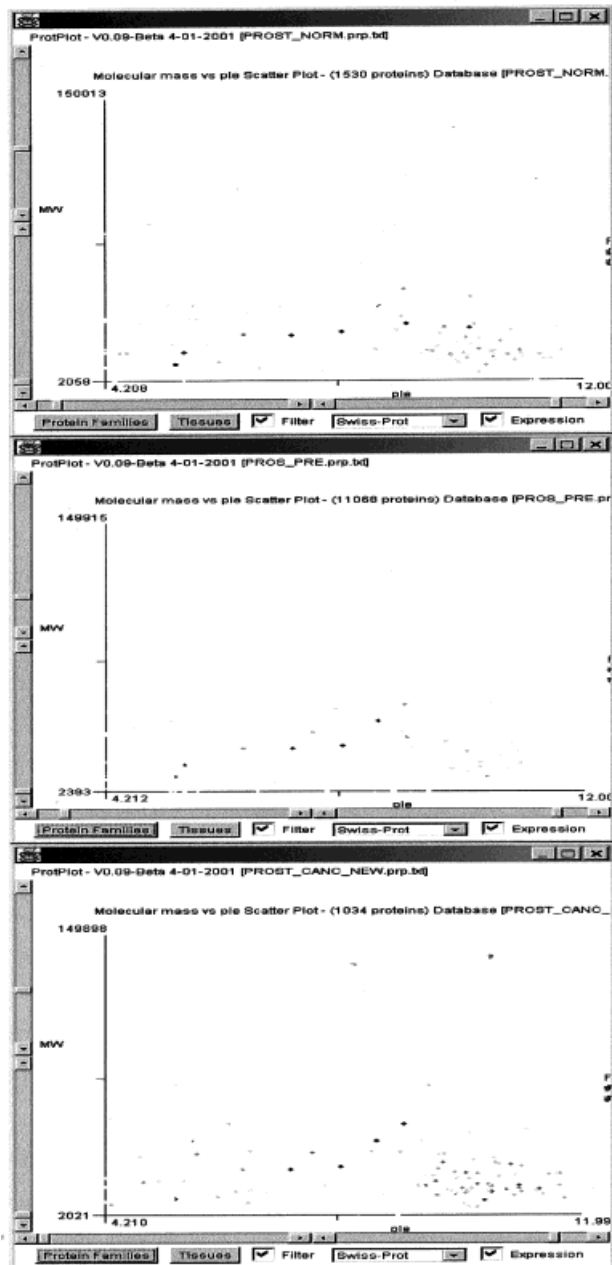 ProtPlot - V0.09-Beta 4-01-2001 [PROST_NORM.prp.txt]
Molecular mass vs pIe Scatter Plot - (1530 proteins) Database [PROST_NORM.
150013
MW
2058
4.208
pIe
12.00
Protein Families Tissues Filter Swiss-Prot Expression
ProtPlot - V0.09-Beta 4-01-2001 [PROS_PRE.prp.txt]
Molecular mass vs pIe Scatter Plot - (11068 proteins) Database [PROS_PRE.pr
149915
MW
2393
4.212
pIe
12.00
Protein Families Tissues Filter Swiss-Prot Expression
ProtPlot - V0.09-Beta 4-01-2001 [PROST_CANC_NEW.prp.txt]
Molecular mass vs pIe Scatter Plot - (1034 proteins) Database [PROST_CANC_
149898
MW
2021
4.210
pIe
11.99
Protein Families Tissues Filter Swiss-Prot Expression